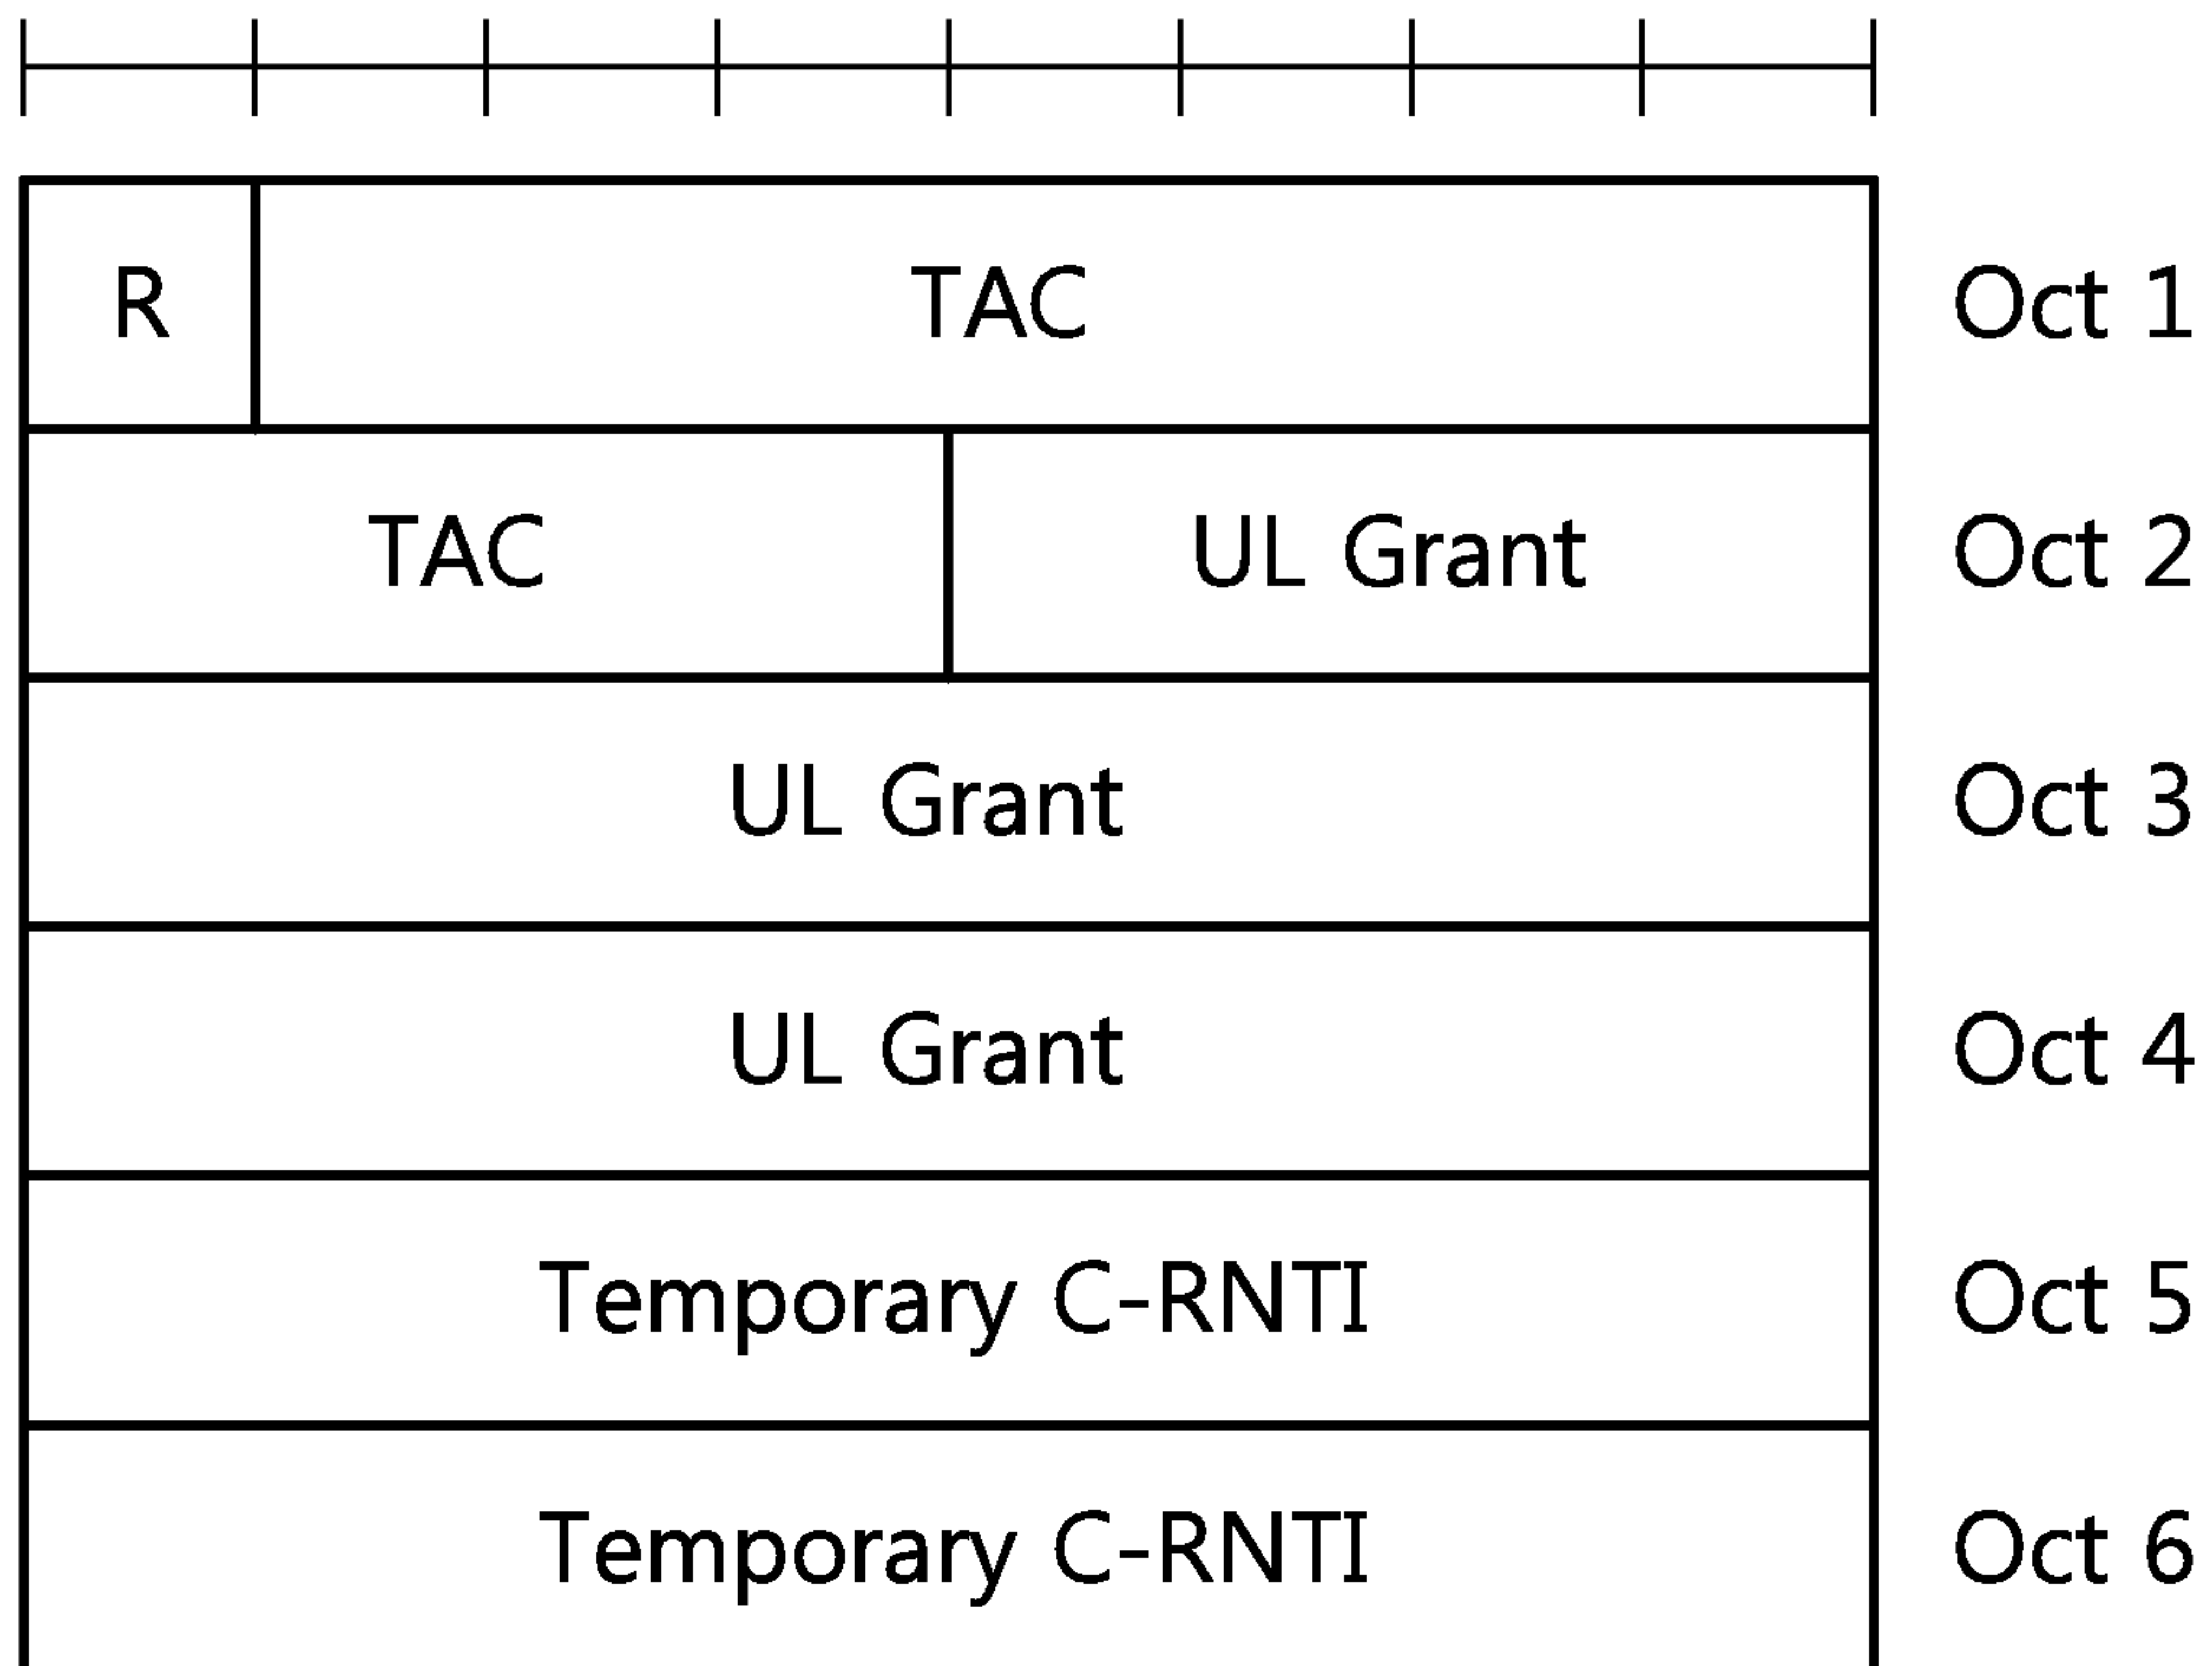 R TAC Oct 1
TAC UL Grant Oct 2
UL Grant Oct 3
UL Grant Oct 4
Temporary C-RNTI Oct 5
Temporary C-RNTI Oct 6